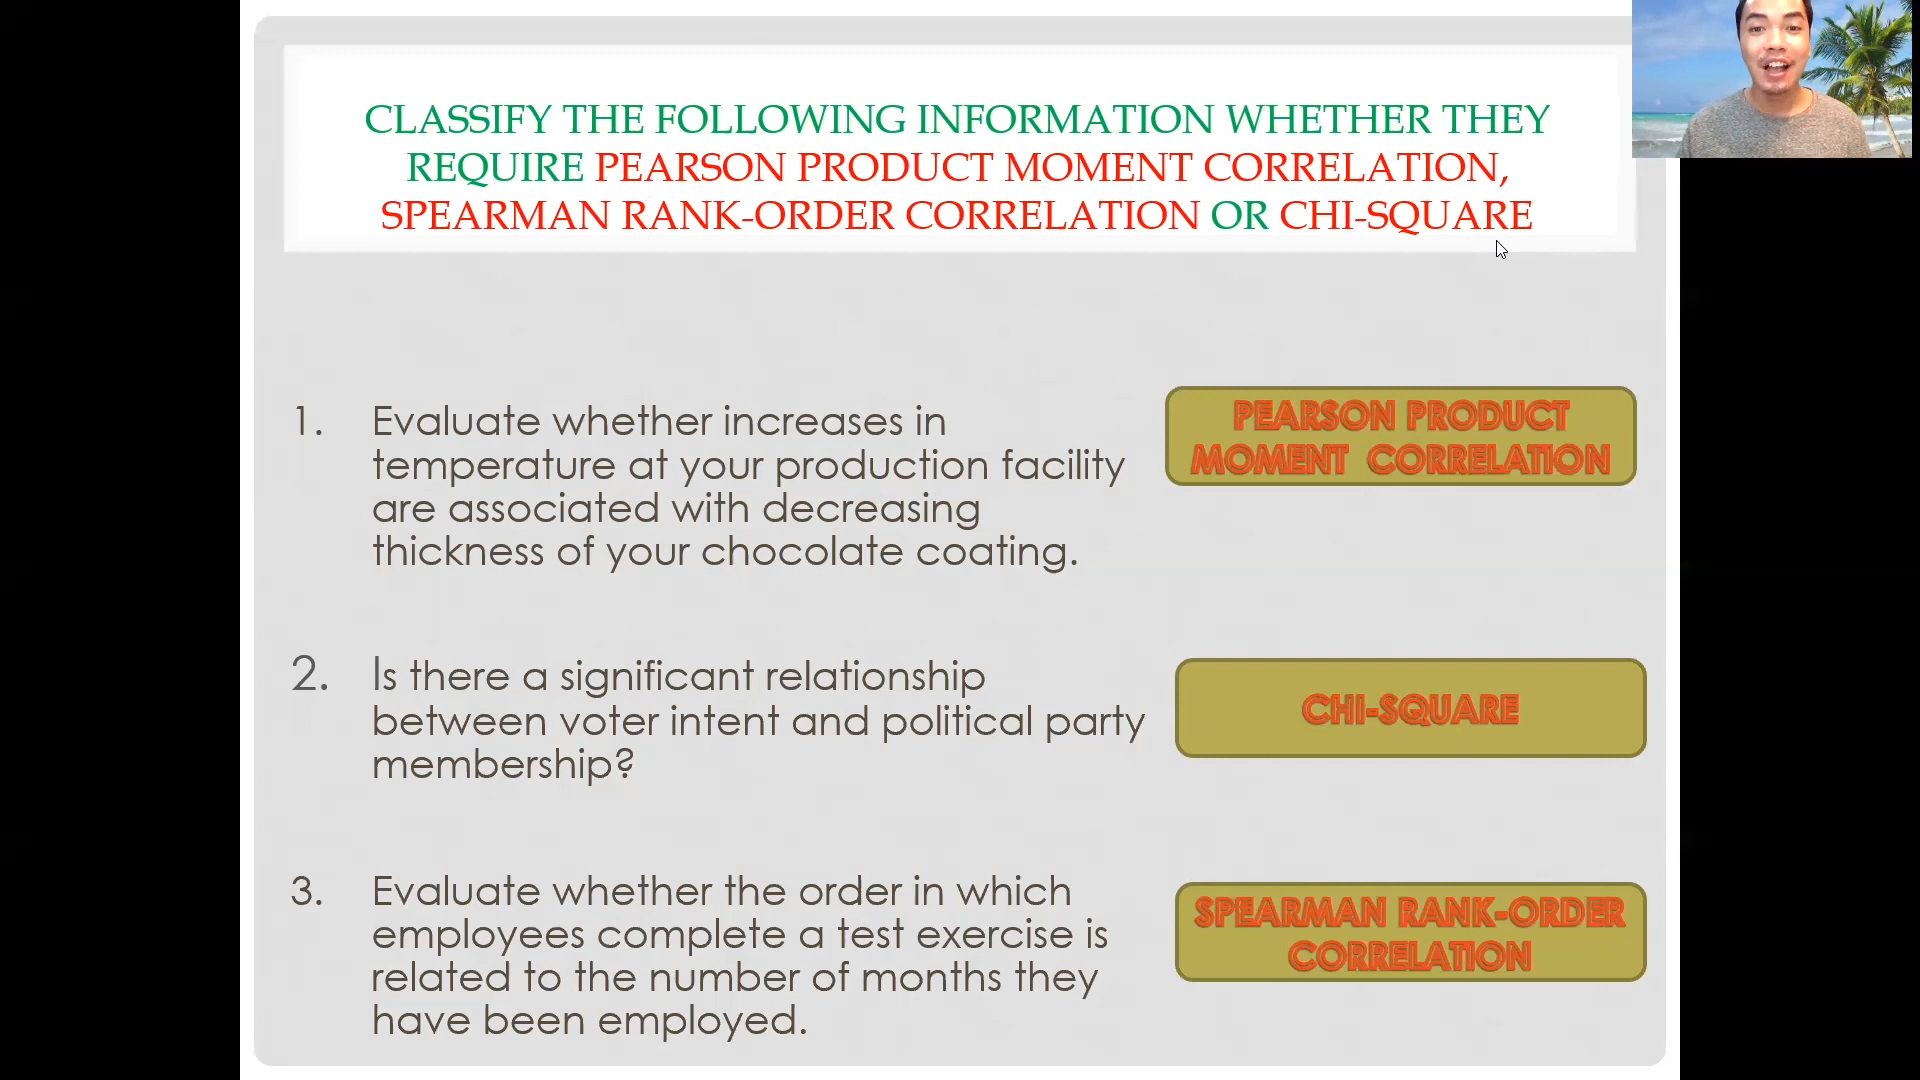 CLASSIFY THE FOLLOWING INFORMATION WHETHER THEY
REQUIRE PEARSON PRODUCT MOMENT CORRELATION,
SPEARMAN RANK-ORDER CORRELATION OR CHI-SQUARE
1. Evaluate whether increases in
temperature at your production facility
are associated with decreasing
thickness of your chocolate coating.
PEARSON PRODUCT
MOMENT CORRELATION
2. Is there a significant relationship
between voter intent and political party
membership?
CHI-SQUARE
3. Evaluate whether the order in which
employees complete a test exercise is
related to the number of months they
have been employed.
SPEARMAN RANK-ORDER
CORRELATION